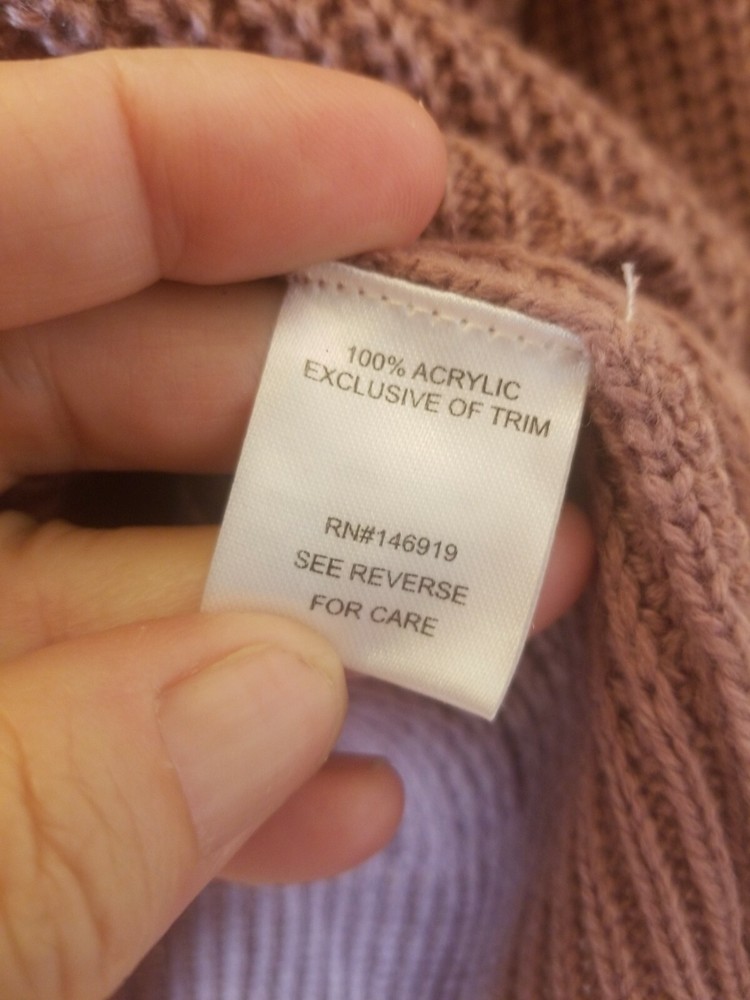 100% ACRYLIC
EXCLUSIVE OF TRIM
RN#146919
SEE REVERSE
FOR CARE